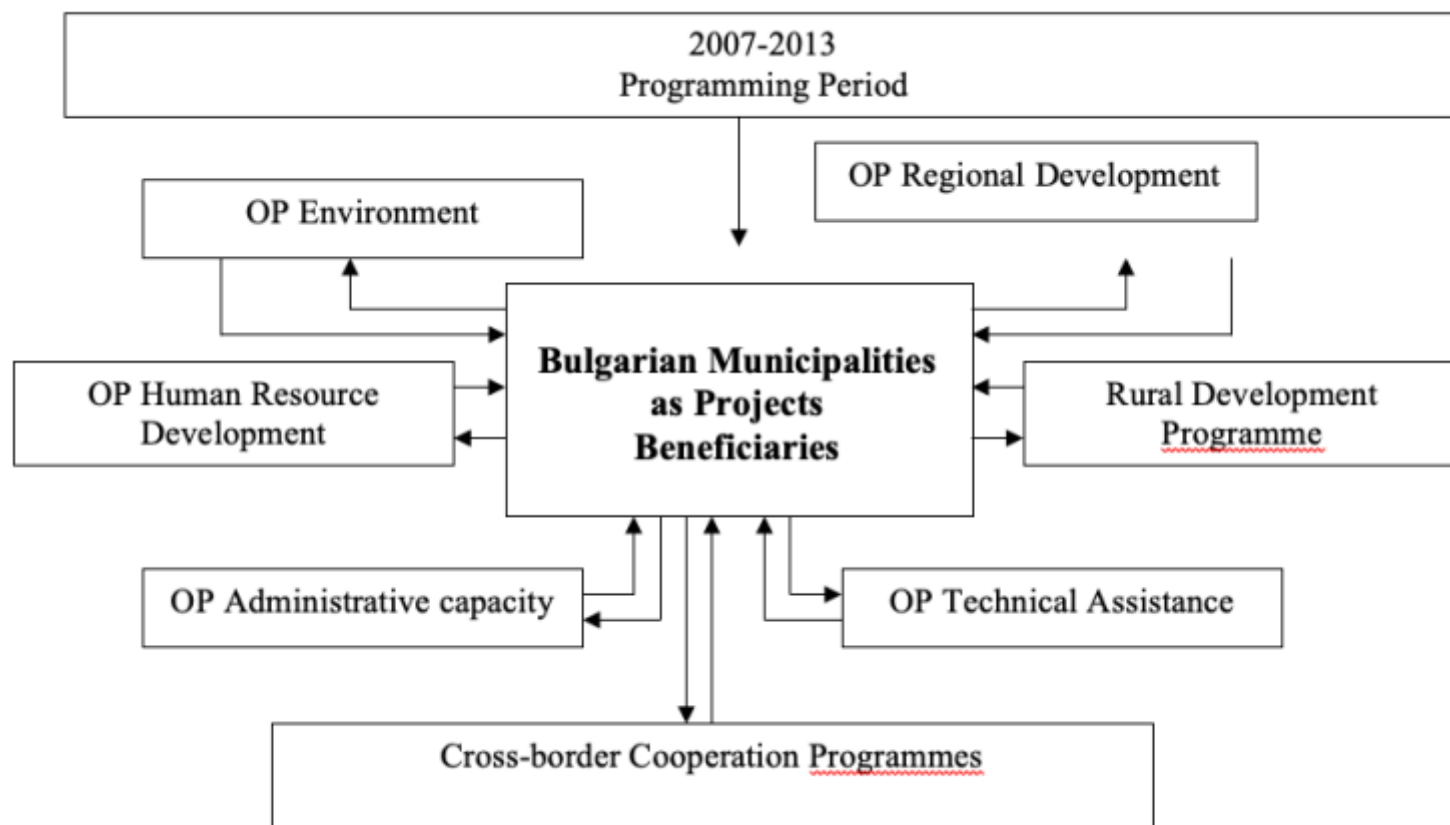 2007-2013
Programming Period
OP Regional Development
OP Environment
Bulgarian Municipalities
as Projects
Beneficiaries
OP Human Resource
Development
Rural Development
Programme
OP Administrative capacity
OP Technical Assistance
Cross-border Cooperation Programmes